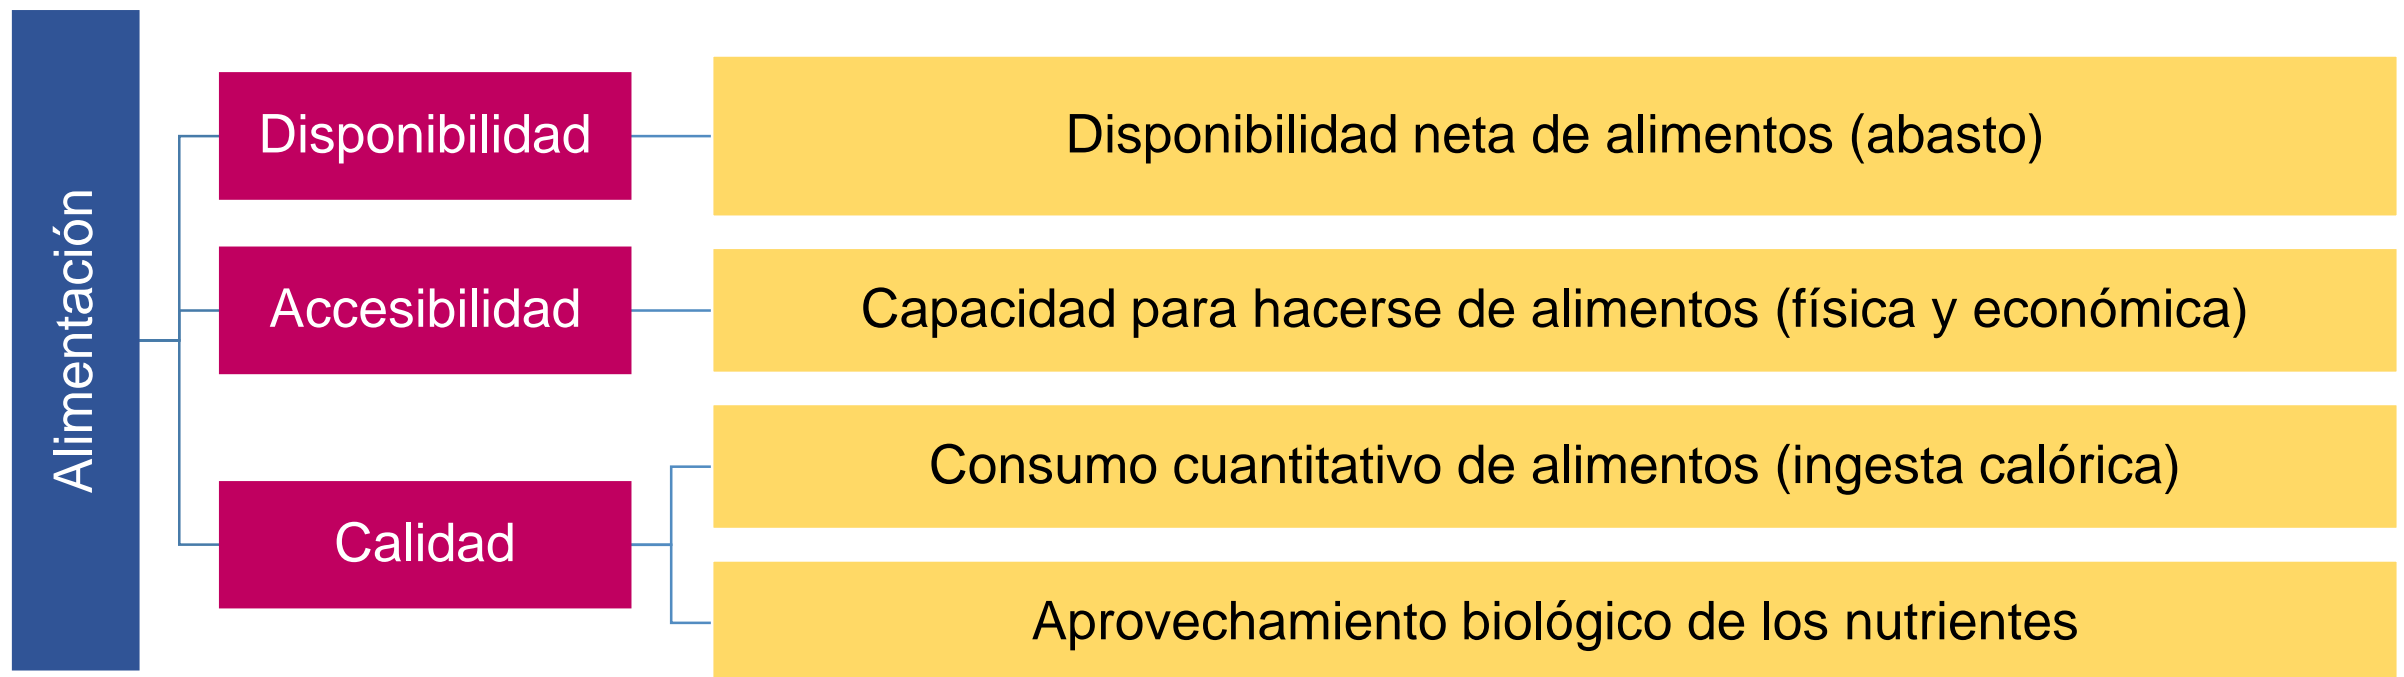 Alimentación
Disponibilidad
Disponibilidad neta de alimentos (abasto)
Accesibilidad
Capacidad para hacerse de alimentos (física y económica)
Calidad
Consumo cuantitativo de alimentos (ingesta calórica)
Aprovechamiento biológico de los nutrientes